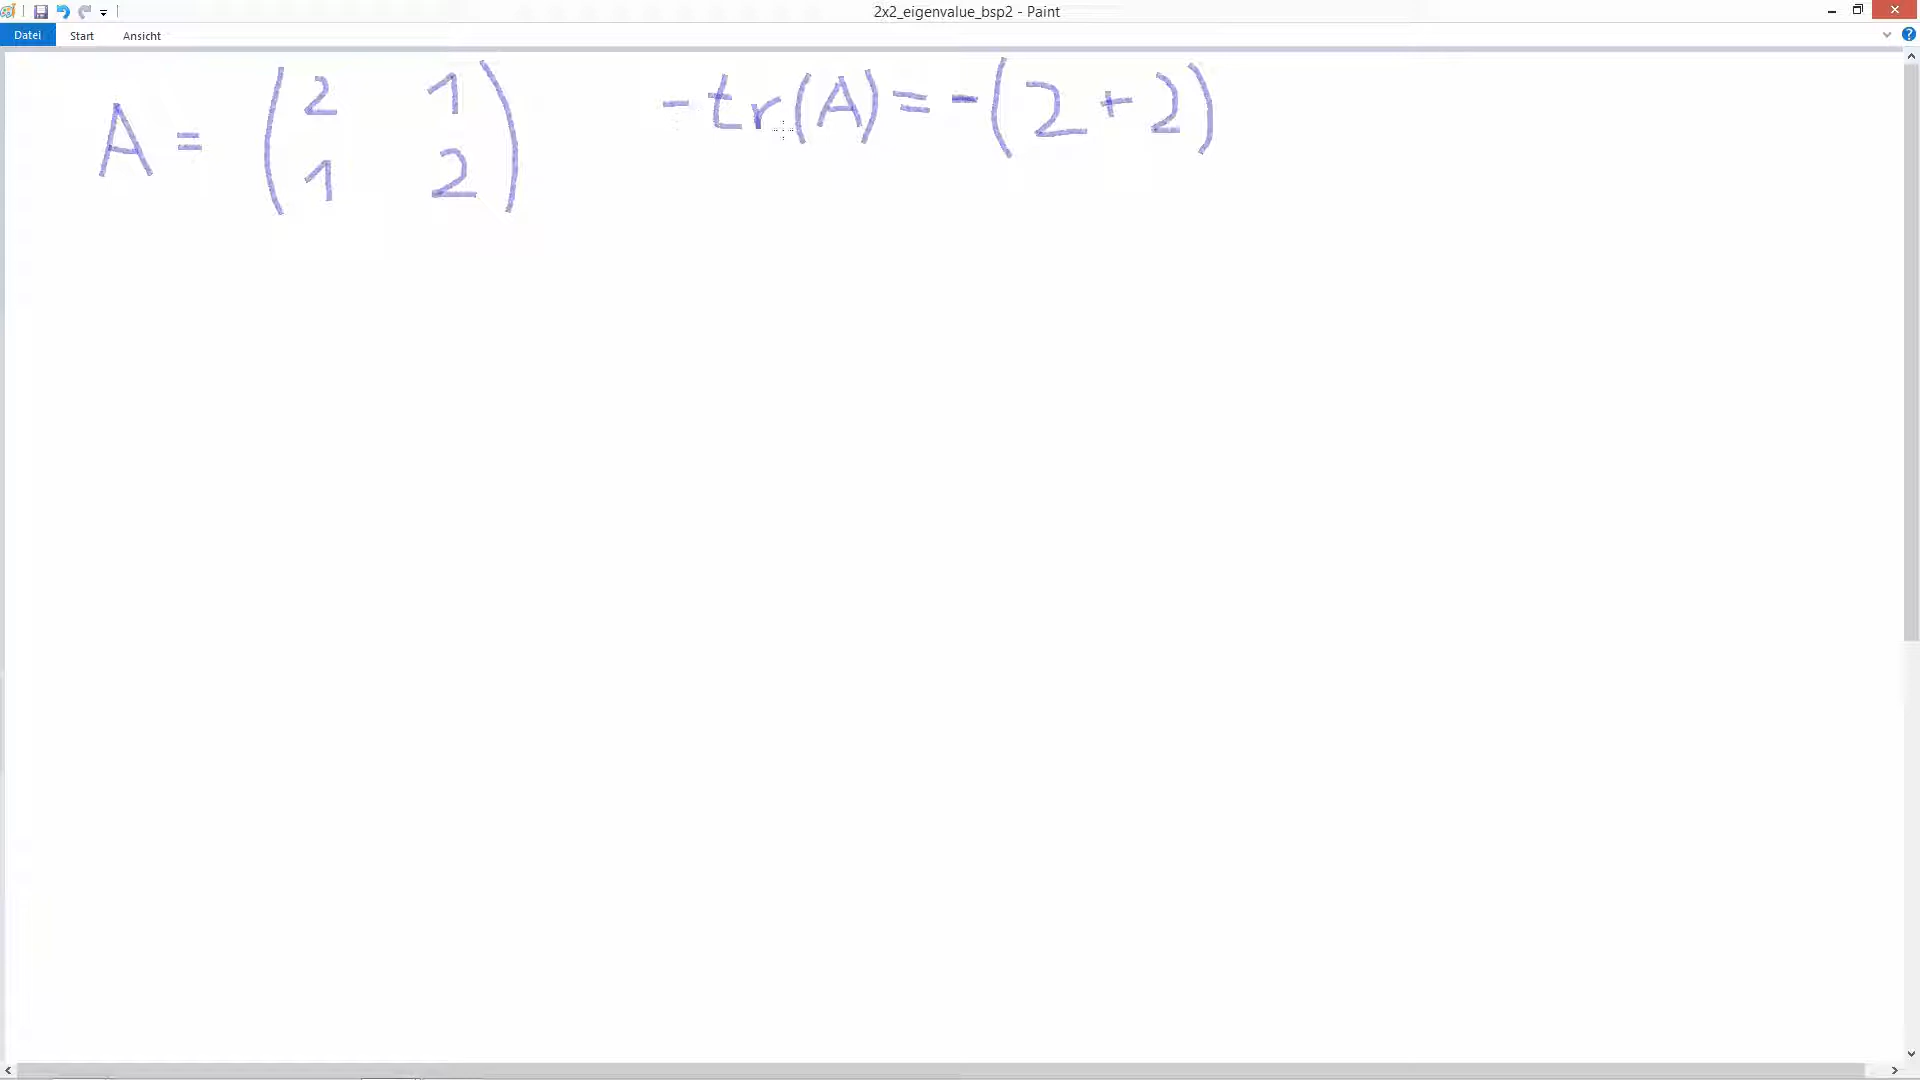 2x2_eigenvalue_bsp2 - Paint
Datei Start Ansicht
A = ( 2 1 -tr(A) = -(2 + 2)
1 2 )